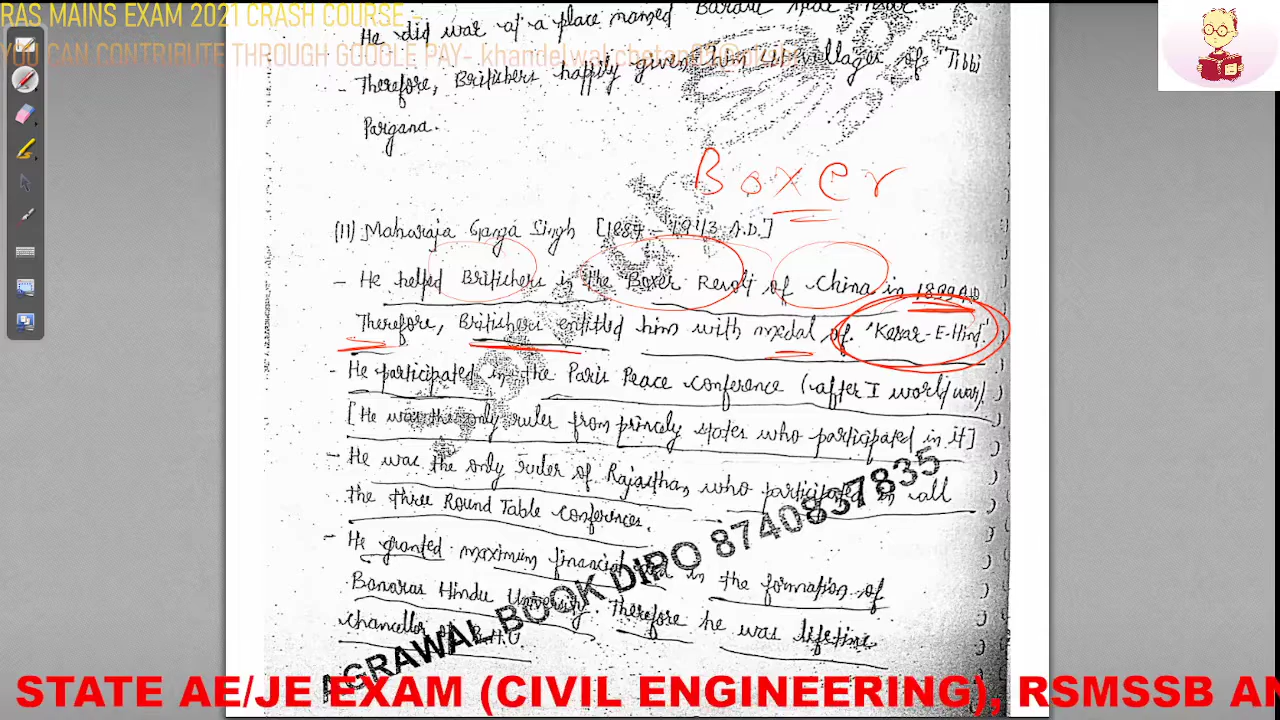 RAS MAINS EXAM 2021 CRASH COURSE -
YOU CAN CONTRIBUTE THROUGH GOOGLE PAY-
He did war of a place named
- Therefore, Britishers happily given him villages of Tibbi
Pargana.
Boxer
(11) Maharaja Ganga Singh A.D.]
- He helped Britishers in the Boxer Revolt of China in 1899 A.D
Therefore, Britishers entitled him with medal of 'Kesar-E-Hind'
- He participated in the Paris Peace conference (after I world war)
[He was the only ruler from princely states who participated in it]
- He was the only ruler of Rajasthan who participated in all
the three Round Table conferences.
- He granted maximum financial in the formation of
Banaras Hindu University. Therefore he was lifetime
chancellor of B.H.U
AGRAWAL BOOK DIPO 8740837835
STATE AE/JE EXAM (CIVIL ENGINEERING), RSMSSB AN